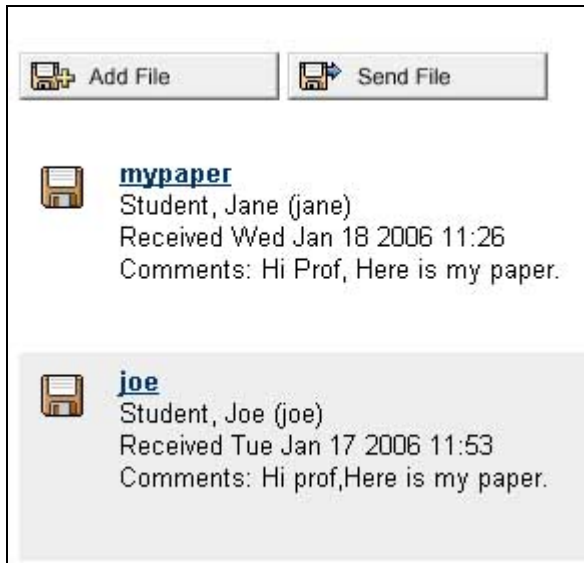 Add File
Send File
mypaper
Student, Jane (jane)
Received Wed Jan 18 2006 11:26
Comments: Hi Prof, Here is my paper.
joe
Student, Joe (joe)
Received Tue Jan 17 2006 11:53
Comments: Hi prof,Here is my paper.